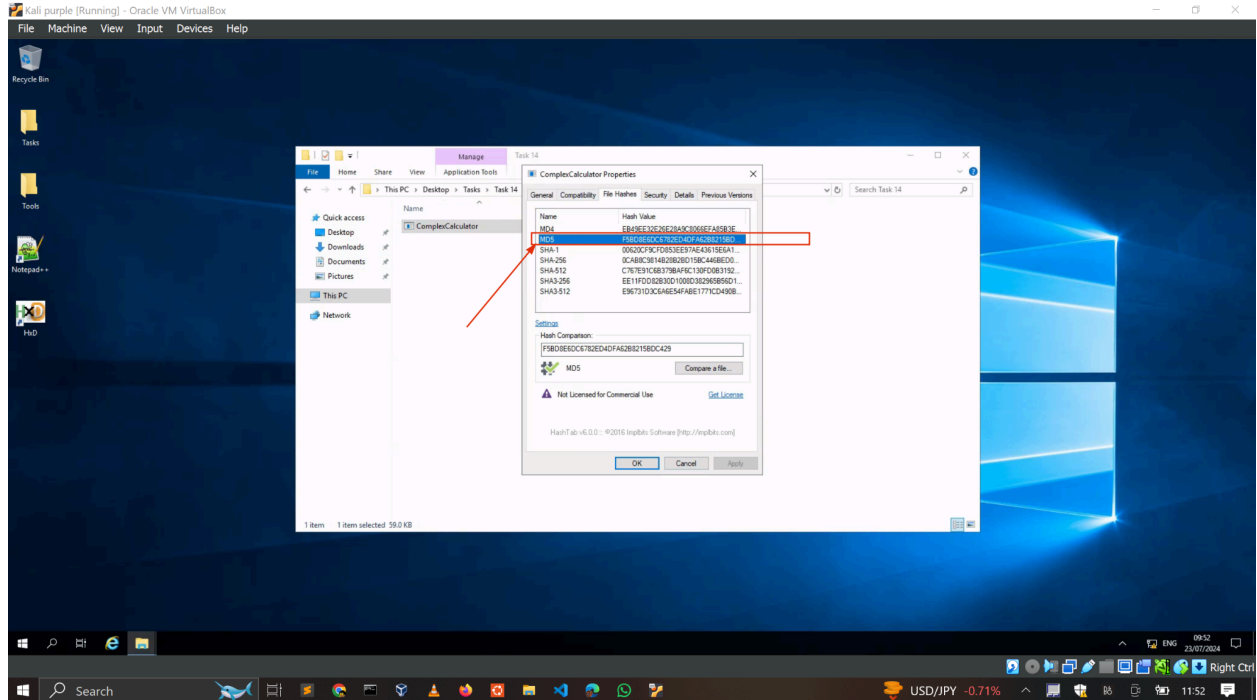 Kali purple [Running] - Oracle VM VirtualBox
File Machine View Input Devices Help
Recycle Bin
Tasks
Tools
Notepad++
HxD
Manage Task 14
File Home Share View Application Tools
This PC > Desktop > Tasks > Task 14
Search Task 14
Quick access
Desktop
Downloads
Documents
Pictures
This PC
Network
Name
ComplexCalculator
ComplexCalculator Properties
General Compatibility File Hashes Security Details Previous Versions
Name Hash Value
MD4 EB49EE32E26E28A9C8066EFA85B3E...
MD5 F5BD8E6DC6782ED4DFA62B8215BD...
SHA-1 00620CF9CFD853EE97AE43615E6A1...
SHA-256 0CAB8C9814B28B2BD15BC446BED0...
SHA-512 C767E91C6B379BAF6C130FD0B3192...
SHA3-256 EE11FDD82B30D1008D382965B56D1...
SHA3-512 E96731D3C6A6E54FABE1771CD490B...
Settings
Hash Comparison:
F5BD8E6DC6782ED4DFA62B8215BDC429
MD5 Compare a file...
Not Licensed for Commercial Use Get License
HashTab v6.0.0 :: ©2016 Implbits Software [http://implbits.com]
OK Cancel Apply
1 item 1 item selected 59.0 KB
ENG 09:52
23/07/2024
Right Ctrl
Search
USD/JPY -0.71%
11:52